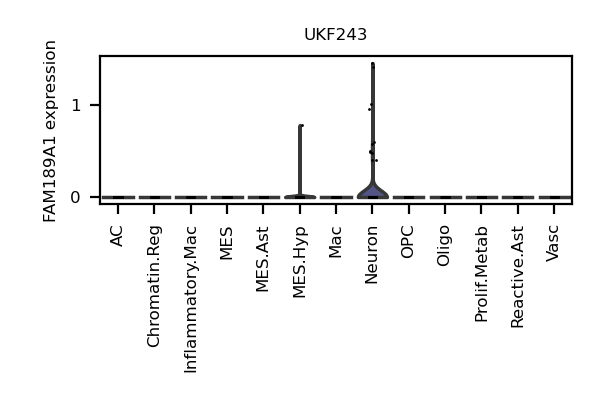 UKF243
FAM189A1 expression
1
0
AC
Chromatin.Reg
Inflammatory.Mac
MES
MES.Ast
MES.Hyp
Mac
Neuron
OPC
Oligo
Prolif.Metab
Reactive.Ast
Vasc